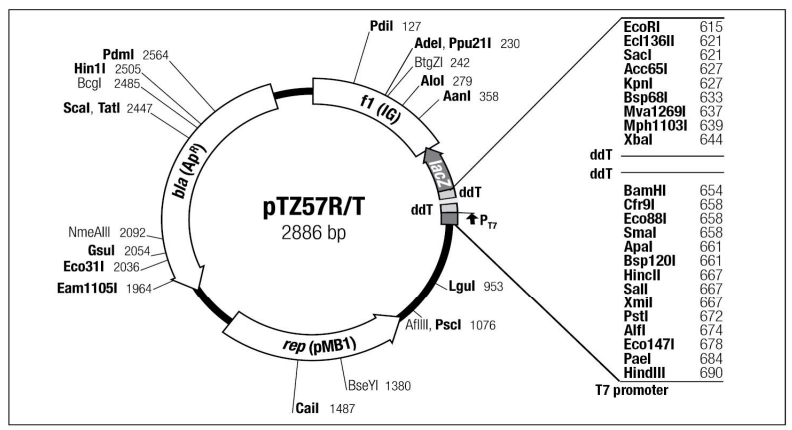 PdiI 127
AdeI, Ppu21I 230
BtgZI 242
AloI 279
AanI 358
PdmI 2564
Hin1I 2505
BcgI 2485
ScaI, TatI 2447
f1 (IG)
bla (ApR)
lacZ
ddT
ddT
PT7
pTZ57R/T
2886 bp
NmeAIII 2092
GsuI 2054
Eco31I 2036
Eam1105I 1964
LguI 953
AflIII, PscI 1076
rep (pMB1)
BseYI 1380
CaiI 1487
EcoRI 615
Ecl136II 621
SacI 621
Acc65I 627
KpnI 627
Bsp68I 633
Mva1269I 637
Mph1103I 639
XbaI 644
ddT
ddT
BamHI 654
Cfr9I 658
Eco88I 658
SmaI 658
ApaI 661
Bsp120I 661
HincII 667
SalI 667
XmiI 667
PstI 672
AlfI 674
Eco147I 678
PaeI 684
HindIII 690
T7 promoter